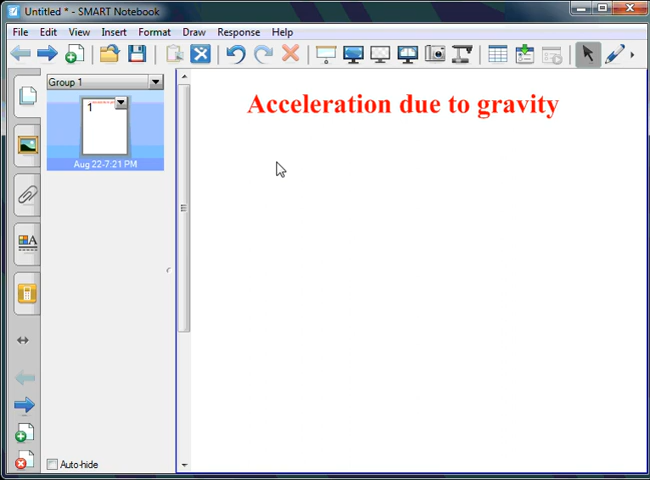 Untitled * - SMART Notebook
File Edit View Insert Format Draw Response Help
Group 1
1
Aug 22-7:21 PM
Acceleration due to gravity
Auto-hide